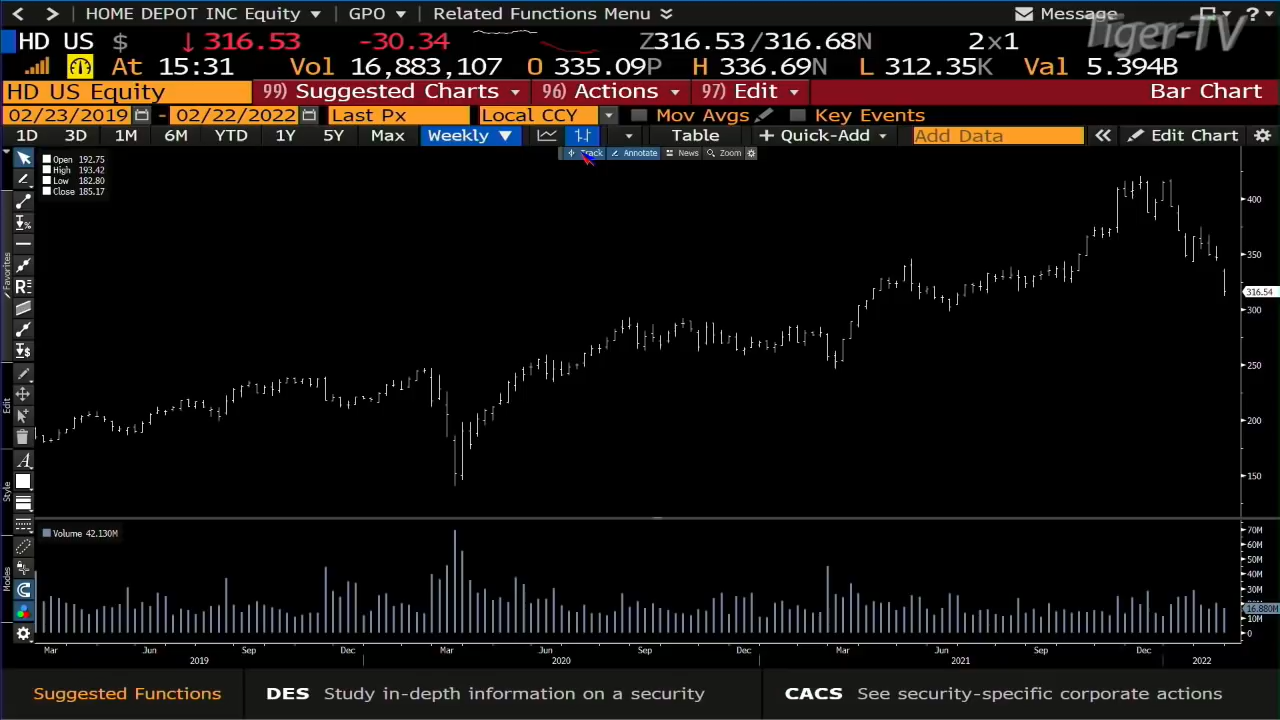 HOME DEPOT INC Equity GPO Related Functions Menu Message ?
Tiger-TV
HD US $ ↓ 316.53 -30.34 Z316.53/316.68N 2x1
At 15:31 Vol 16,883,107 O 335.09P H 336.69N L 312.35K Val 5.394B
HD US Equity 99) Suggested Charts 96) Actions 97) Edit Bar Chart
02/23/2019 - 02/22/2022 Last Px Local CCY Mov Avgs Key Events
1D 3D 1M 6M YTD 1Y 5Y Max Weekly ▼ Table + Quick-Add Add Data « Edit Chart
Track Annotate News Zoom
Open 192.75
High 193.42
Low 182.80
Close 185.17
400
350
316.54
300
250
200
150
Favorites
Edit
Style
Modes
Volume 42.130M
70M
60M
50M
40M
30M
16.880M
10M
0
Mar Jun Sep Dec Mar Jun Sep Dec Mar Jun Sep Dec
2019 2020 2021 2022
Suggested Functions DES Study in-depth information on a security CACS See security-specific corporate actions